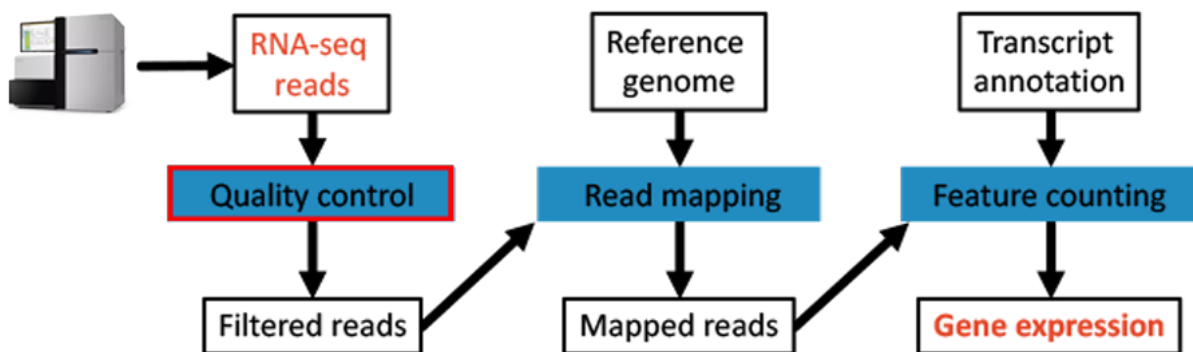 RNA-seq
reads
Reference
genome
Transcript
annotation
Quality control
Read mapping
Feature counting
Filtered reads
Mapped reads
Gene expression